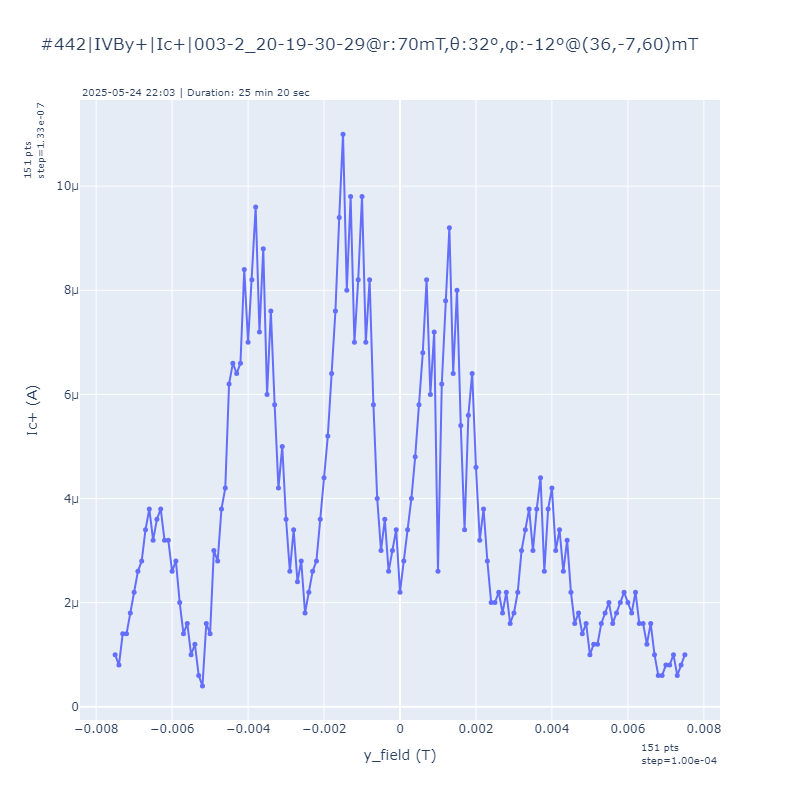 #442|IVBy+|Ic+|003-2_20-19-30-29@r:70mT,θ:32º,φ:-12º@(36,-7,60)mT
2025-05-24 22:03 | Duration: 25 min 20 sec
151 pts
step=1.33e-07
10μ
8μ
6μ
4μ
2μ
0
Ic+ (A)
−0.008
−0.006
−0.004
−0.002
0
0.002
0.004
0.006
0.008
y_field (T)
151 pts
step=1.00e-04